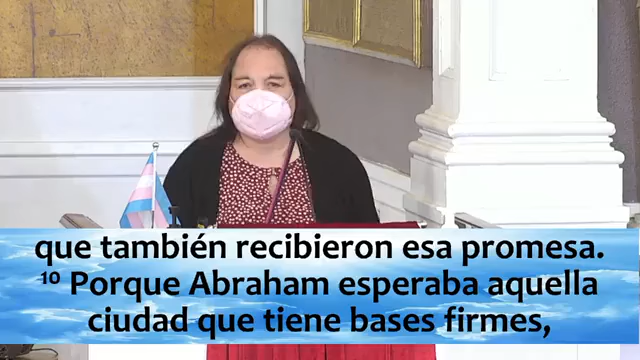 que también recibieron esa promesa.
¹⁰ Porque Abraham esperaba aquella
ciudad que tiene bases firmes,